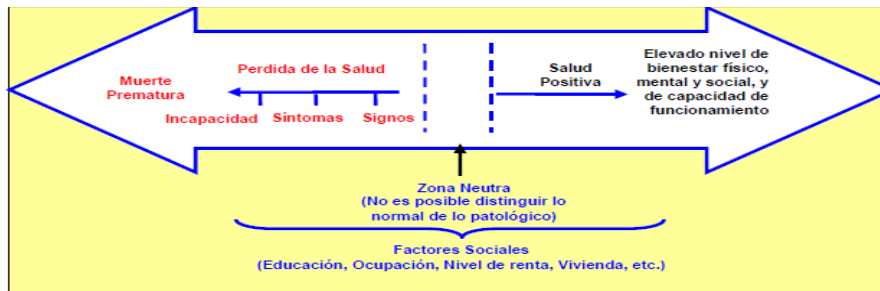 Muerte
Prematura
Perdida de la Salud
Incapacidad
Síntomas
Signos
Salud
Positiva
Elevado nivel de
bienestar físico,
mental y social, y
de capacidad de
funcionamiento
Zona Neutra
(No es posible distinguir lo
normal de lo patológico)
Factores Sociales
(Educación, Ocupación, Nivel de renta, Vivienda, etc.)